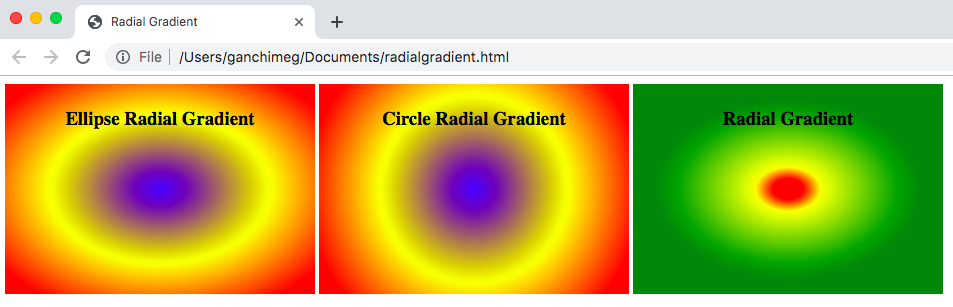 Radial Gradient
File /Users/ganchimeg/Documents/radialgradient.html
Ellipse Radial Gradient
Circle Radial Gradient
Radial Gradient